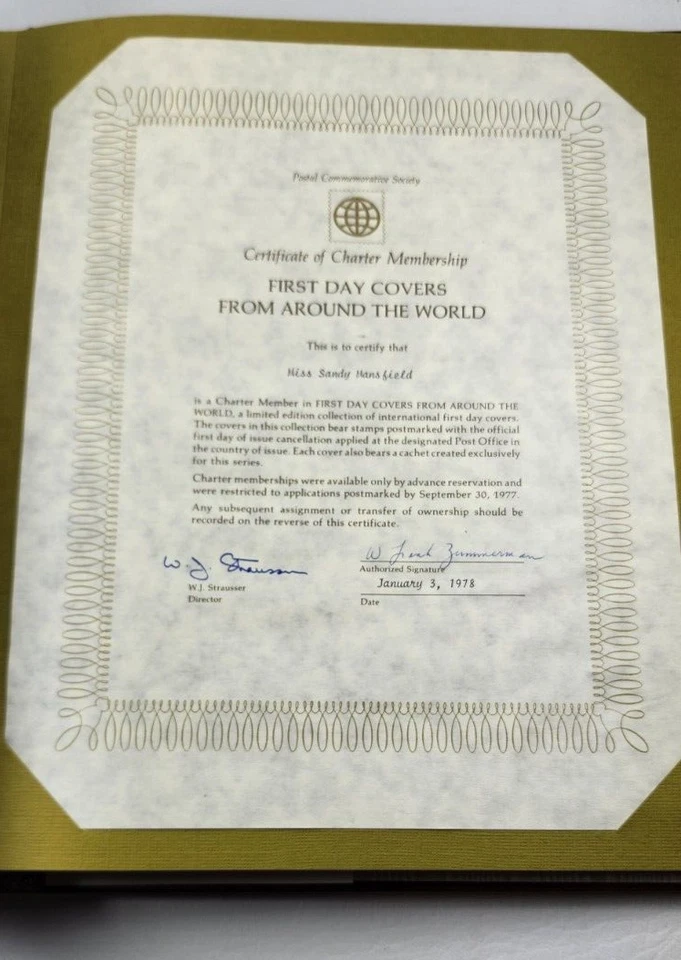 Postal Commemorative Society
Certificate of Charter Membership
FIRST DAY COVERS
FROM AROUND THE WORLD
This is to certify that
Miss Sandy Mansfield
is a Charter Member in FIRST DAY COVERS FROM AROUND THE
WORLD, a limited edition collection of international first day covers.
The covers in this collection bear stamps postmarked with the official
first day of issue cancellation applied at the designated Post Office in
the country of issue. Each cover also bears a cachet created exclusively
for this series.
Charter memberships were available only by advance reservation and
were restricted to applications postmarked by September 30, 1977.
Any subsequent assignment or transfer of ownership should be
recorded on the reverse of this certificate.
W. J. Strausser
W.J. Strausser
Director
W Frank Zimmerman
Authorized Signature
January 3, 1978
Date